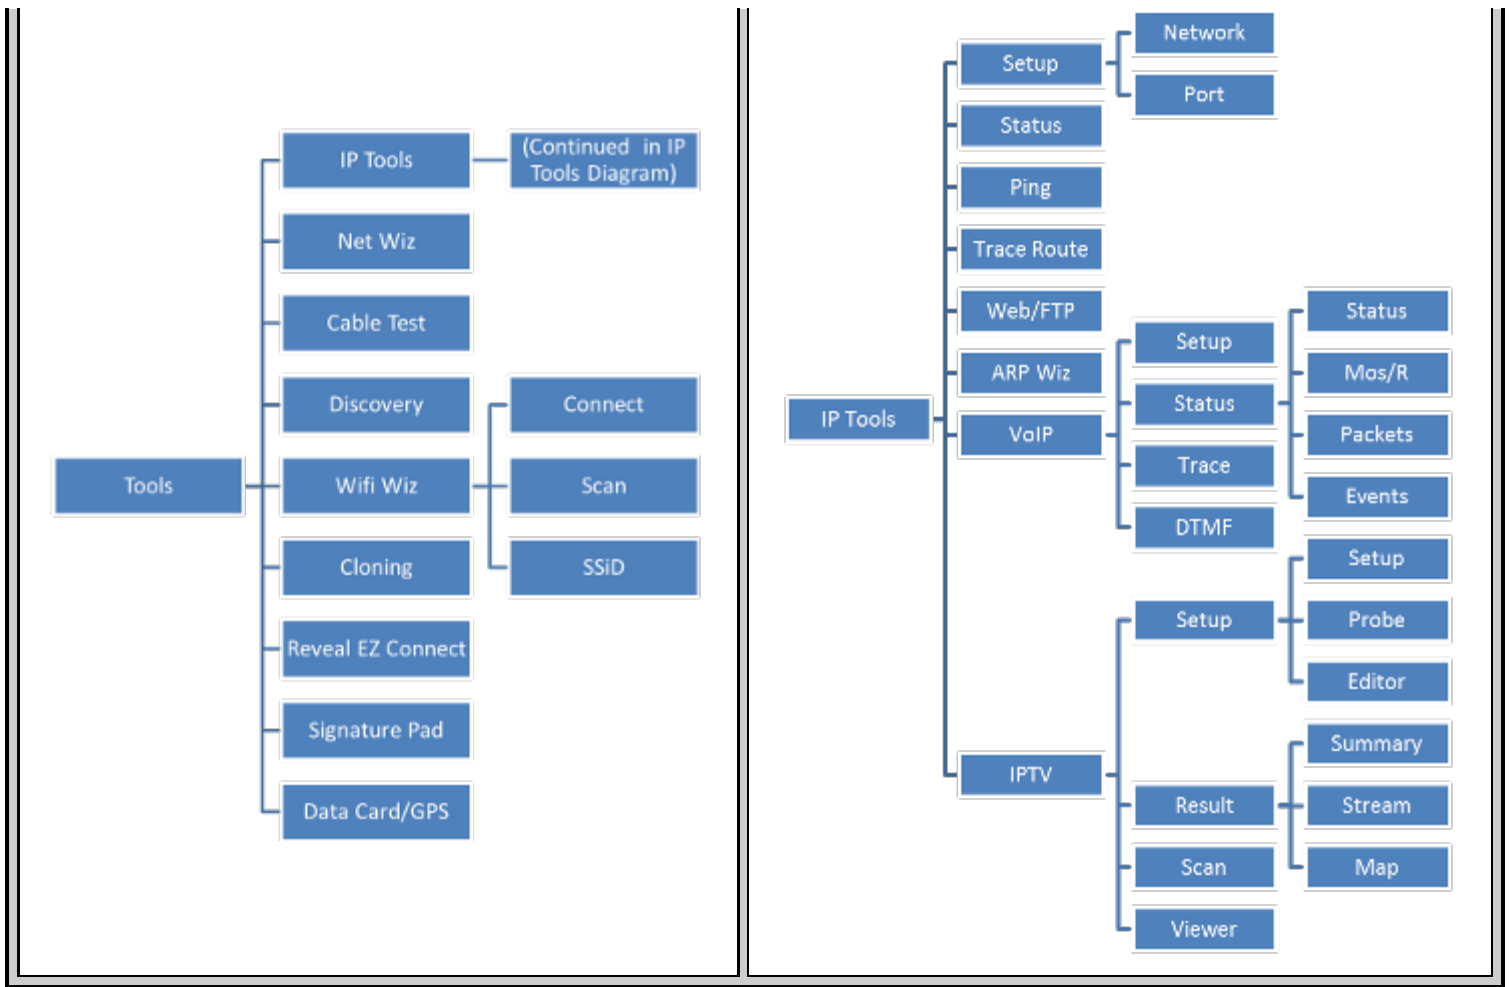 Tools
IP Tools
(Continued in IP
Tools Diagram)
Net Wiz
Cable Test
Discovery
Wifi Wiz
Connect
Scan
SSiD
Cloning
Reveal EZ Connect
Signature Pad
Data Card/GPS
IP Tools
Setup
Network
Port
Status
Ping
Trace Route
Web/FTP
ARP Wiz
VoIP
Setup
Status
Status
Mos/R
Packets
Events
Trace
DTMF
IPTV
Setup
Setup
Probe
Editor
Result
Summary
Stream
Map
Scan
Viewer